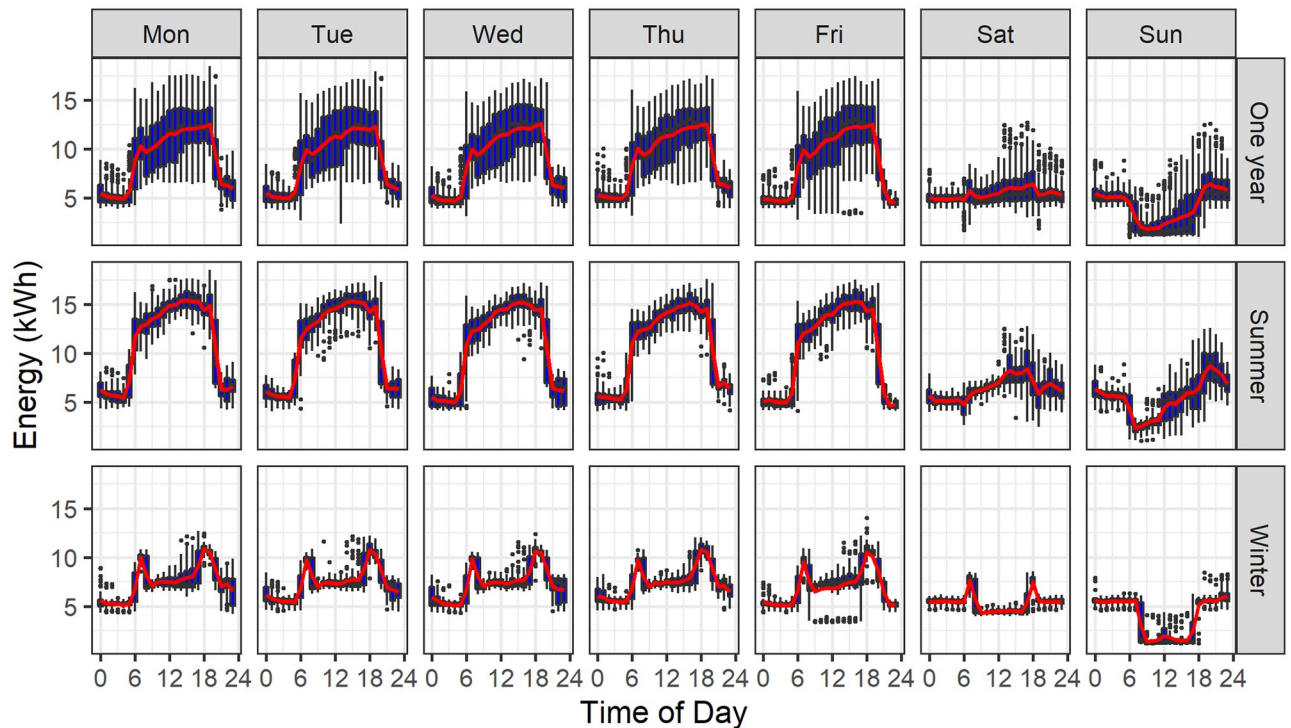 Mon Tue Wed Thu Fri Sat Sun
15
10
5
One year
15
10
5
Summer
15
10
5
Winter
Energy (kWh)
0 6 12 18 24 0 6 12 18 24 0 6 12 18 24 0 6 12 18 24 0 6 12 18 24 0 6 12 18 24 0 6 12 18 24
Time of Day